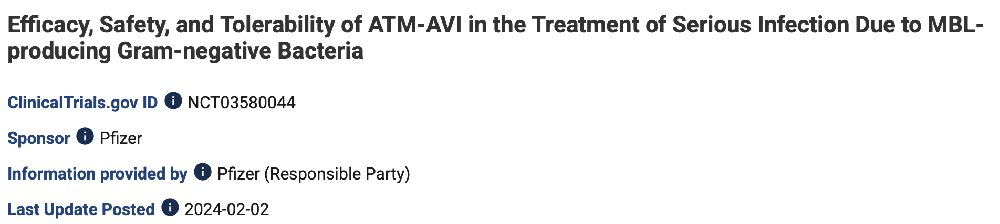 Efficacy, Safety, and Tolerability of ATM-AVI in the Treatment of Serious Infection Due to MBL-
producing Gram-negative Bacteria
ClinicalTrials.gov ID i NCT03580044
Sponsor i Pfizer
Information provided by i Pfizer (Responsible Party)
Last Update Posted i 2024-02-02